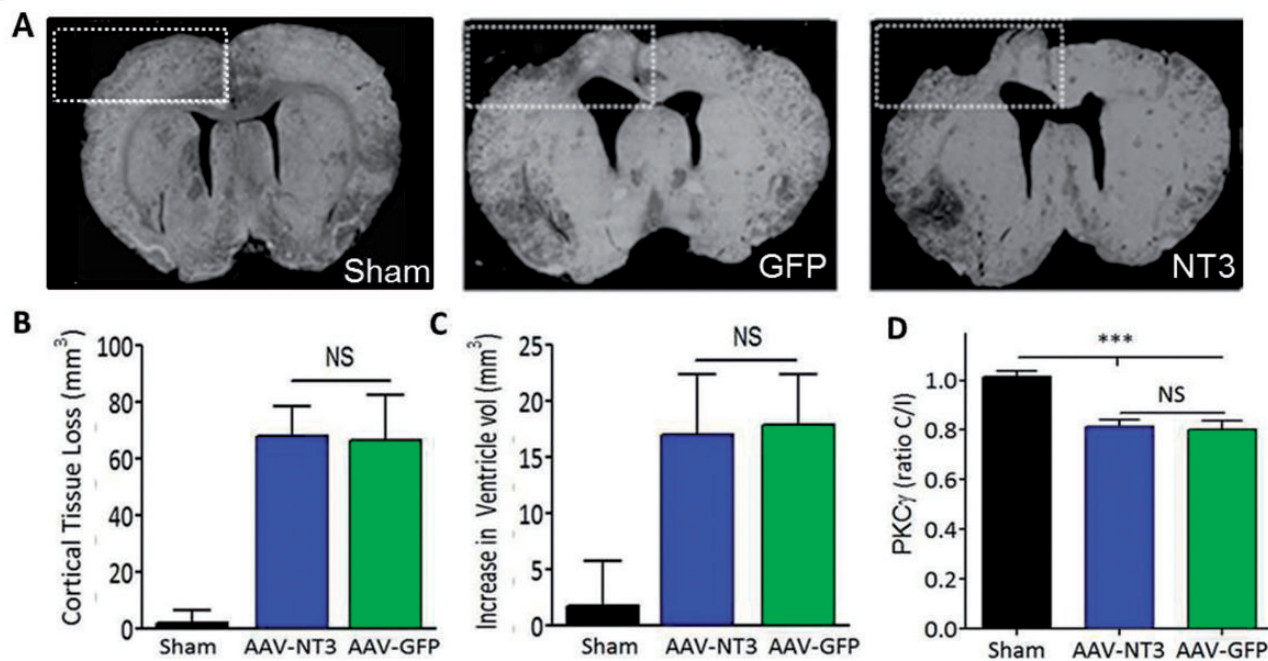 A
Sham
GFP
NT3
B
Cortical Tissue Loss (mm³)
100
80
60
40
20
0
NS
Sham
AAV-NT3
AAV-GFP
C
Increase in Ventricle vol (mm³)
25
20
15
10
5
0
NS
Sham
AAV-NT3
AAV-GFP
D
PKCγ (ratio C/I)
1.0
0.8
0.6
0.4
0.2
0.0
***
NS
Sham
AAV-NT3
AAV-GFP